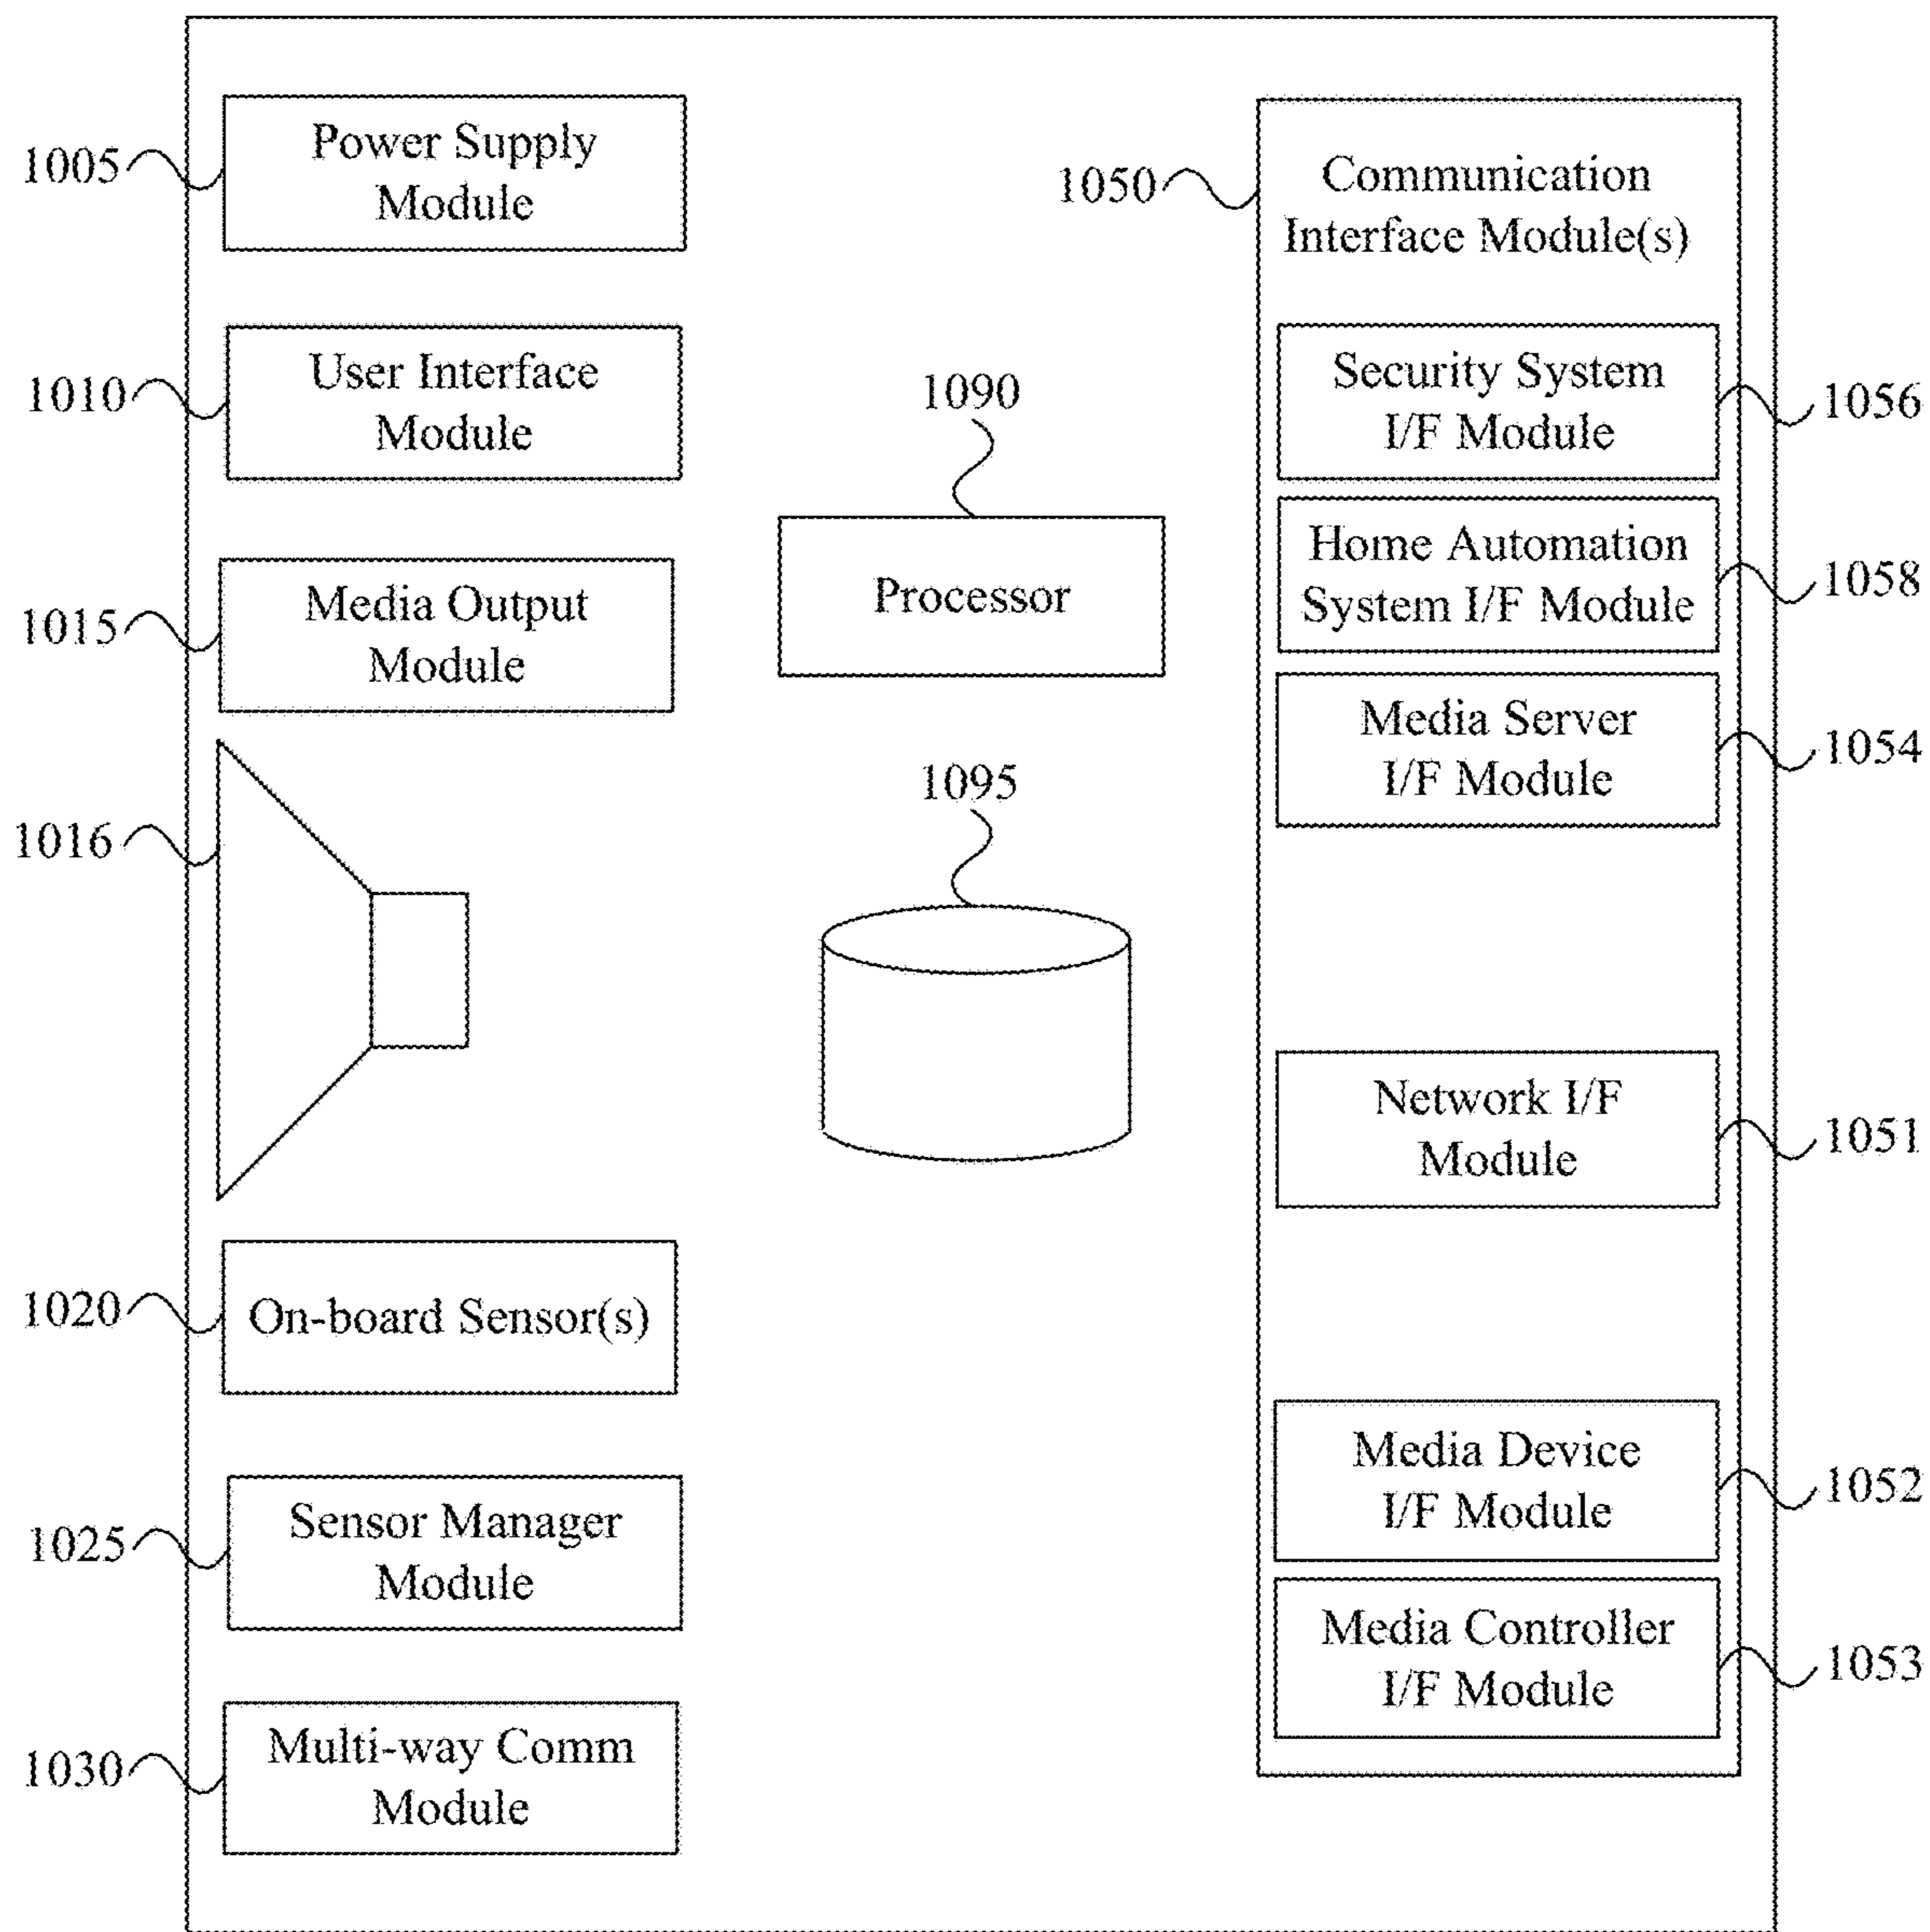 1005
Power Supply
Module
1010
User Interface
Module
1015
Media Output
Module
1016
1020
On-board Sensor(s)
1025
Sensor Manager
Module
1030
Multi-way Comm
Module
1090
Processor
1095
1050
Communication
Interface Module(s)
Security System
I/F Module
1056
Home Automation
System I/F Module
1058
Media Server
I/F Module
1054
Network I/F
Module
1051
Media Device
I/F Module
1052
Media Controller
I/F Module
1053